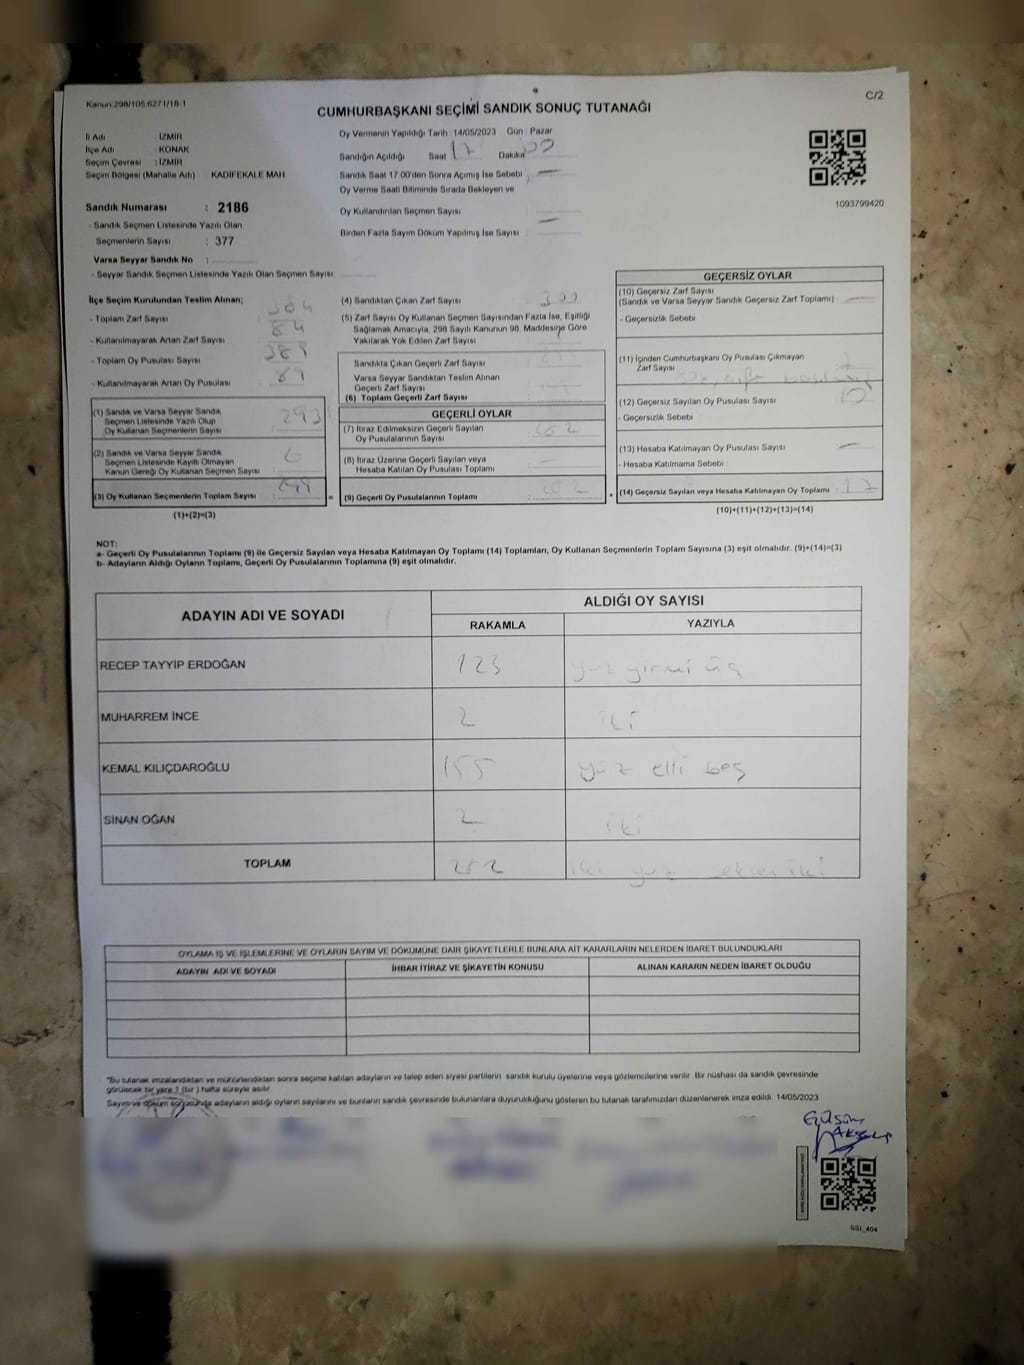 Kanun:298/105,6271/18-1
C/2
CUMHURBAŞKANI SEÇİMİ SANDIK SONUÇ TUTANAĞI
İl Adı : İZMİR
İlçe Adı : KONAK
Seçim Çevresi : İZMİR
Seçim Bölgesi (Mahalle Adı) : KADİFEKALE MAH
Oy Vermenin Yapıldığı Tarih : 14/05/2023 Gün : Pazar
Sandığın Açıldığı Saat 17 Dakika
Sandık Saat 17:00'den Sonra Açımış İse Sebebi : —
Oy Verme Saati Bitiminde Sırada Bekleyen ve
Oy Kullandırılan Seçmen Sayısı :
Birden Fazla Sayım Döküm Yapılmış İse Sayısı : —
1093799420
Sandık Numarası : 2186
- Sandık Seçmen Listesinde Yazılı Olan
Seçmenlerin Sayısı : 377
Varsa Seyyar Sandık No :
- Seyyar Sandık Seçmen Listesinde Yazılı Olan Seçmen Sayısı:
İlçe Seçim Kurulundan Teslim Alınan;
- Toplam Zarf Sayısı :
- Kullanılmayarak Artan Zarf Sayısı : 84
- Toplam Oy Pusulası Sayısı :
- Kullanılmayarak Artan Oy Pusulası : 89
(1) Sandık ve Varsa Seyyar Sandık
Seçmen Listesinde Yazılı Olup
Oy Kullanan Seçmenlerin Sayısı : 293
(2) Sandık ve Varsa Seyyar Sandık
Seçmen Listesinde Kayıtlı Olmayan
Kanun Gereği Oy Kullanan Seçmen Sayısı : 6
(3) Oy Kullanan Seçmenlerin Toplam Sayısı : =
(1)+(2)=(3)
(4) Sandıktan Çıkan Zarf Sayısı :
(5) Zarf Sayısı Oy Kullanan Seçmen Sayısından Fazla İse, Eşitliği
Sağlamak Amacıyla, 298 Sayılı Kanunun 98. Maddesine Göre
Yakılarak Yok Edilen Zarf Sayısı :
Sandıkta Çıkan Geçerli Zarf Sayısı :
Varsa Seyyar Sandıktan Teslim Alınan
Geçerli Zarf Sayısı :
(6) Toplam Geçerli Zarf Sayısı :
GEÇERLİ OYLAR
(7) İtiraz Edilmeksizin Geçerli Sayılan
Oy Pusulalarının Sayısı :
(8) İtiraz Üzerine Geçerli Sayılan veya
Hesaba Katılan Oy Pusulası Toplamı : —
(9) Geçerli Oy Pusulalarının Toplamı : +
GEÇERSİZ OYLAR
(10) Geçersiz Zarf Sayısı
(Sandık ve Varsa Seyyar Sandık Geçersiz Zarf Toplamı) : —
- Geçersizlik Sebebi :
(11) İçinden Cumhurbaşkanı Oy Pusulası Çıkmayan
Zarf Sayısı :
(12) Geçersiz Sayılan Oy Pusulası Sayısı :
- Geçersizlik Sebebi :
(13) Hesaba Katılmayan Oy Pusulası Sayısı : —
- Hesaba Katılmama Sebebi :
(14) Geçersiz Sayılan veya Hesaba Katılmayan Oy Toplamı : 17
(10)+(11)+(12)+(13)=(14)
NOT:
a- Geçerli Oy Pusulalarının Toplamı (9) ile Geçersiz Sayılan veya Hesaba Katılmayan Oy Toplamı (14) Toplamları, Oy Kullanan Seçmenlerin Toplam Sayısına (3) eşit olmalıdır. (9)+(14)=(3)
b- Adayların Aldığı Oyların Toplamı, Geçerli Oy Pusulalarının Toplamına (9) eşit olmalıdır.
ADAYIN ADI VE SOYADI
ALDIĞI OY SAYISI
RAKAMLA YAZIYLA
RECEP TAYYİP ERDOĞAN 123 yüz yirmi üç
MUHARREM İNCE 2 iki
KEMAL KILIÇDAROĞLU 155 yüz elli beş
SİNAN OĞAN 2 iki
TOPLAM 282 iki yüz seksen iki
OYLAMA İŞ VE İŞLEMLERİNE VE OYLARIN SAYIM VE DÖKÜMÜNE DAİR ŞİKAYETLERLE BUNLARA AİT KARARLARIN NELERDEN İBARET BULUNDUKLARI
ADAYIN ADI VE SOYADI İHBAR İTİRAZ VE ŞİKAYETİN KONUSU ALINAN KARARIN NEDEN İBARET OLDUĞU
*Bu tutanak imzalandıktan ve mühürlendikten sonra seçime katılan adayların ve talep eden siyasi partilerin sandık kurulu üyelerine veya gözlemcilerine verilir. Bir nüshası da sandık çevresinde
görülecek bir yere 1 (bir) hafta süreyle asılır.
Sayım ve döküm sonucunda adayların aldığı oyların sayılarını ve bunların sandık çevresinde bulunanlara duyurulduğunu gösteren bu tutanak tarafımızdan düzenlenerek imza edildi. 14/05/2023
Gülsüm
SSI_404